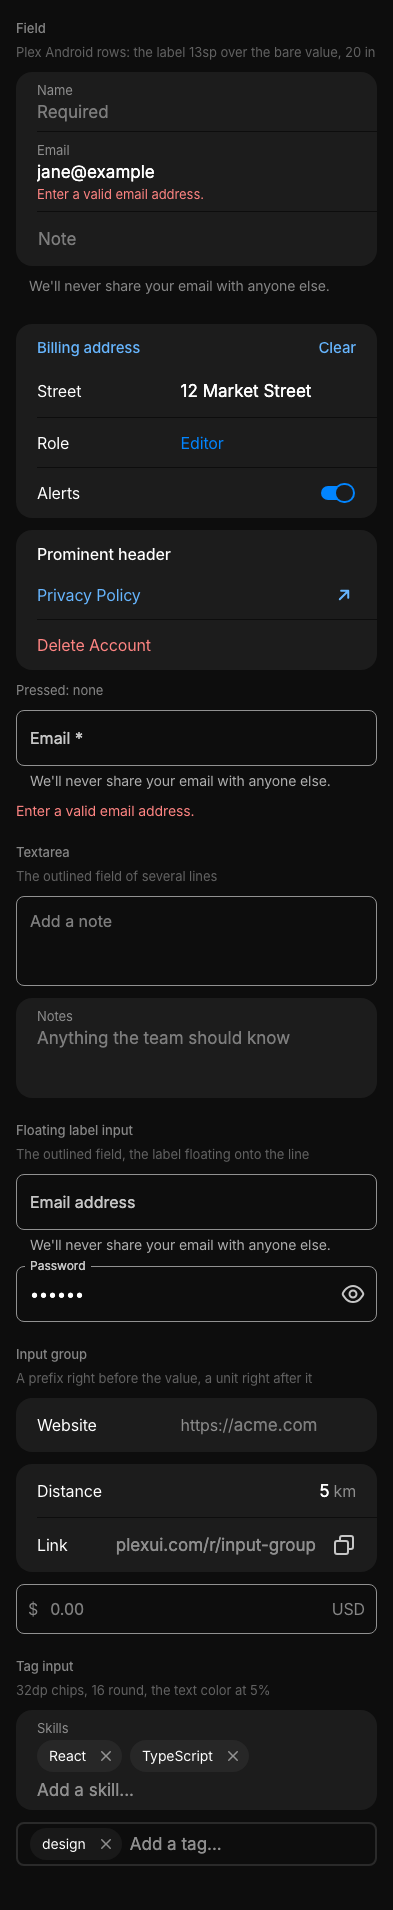 Field
Plex Android rows: the label 13sp over the bare value, 20 in
Name
Required
Email
jane@example
Enter a valid email address.
Note
We'll never share your email with anyone else.
Billing address Clear
Street 12 Market Street
Role Editor
Alerts
Prominent header
Privacy Policy
Delete Account
Pressed: none
Email *
We'll never share your email with anyone else.
Enter a valid email address.
Textarea
The outlined field of several lines
Add a note
Notes
Anything the team should know
Floating label input
The outlined field, the label floating onto the line
Email address
We'll never share your email with anyone else.
Password
••••••
Input group
A prefix right before the value, a unit right after it
Website https://acme.com
Distance 5 km
Link plexui.com/r/input-group
$ 0.00 USD
Tag input
32dp chips, 16 round, the text color at 5%
Skills
React TypeScript
Add a skill...
design Add a tag...